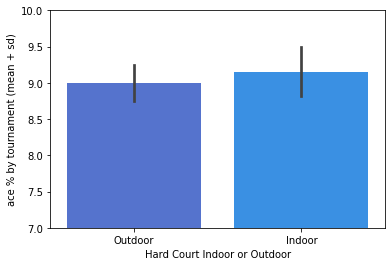 ace % by tournament (mean + sd)
10.0
9.5
9.0
8.5
8.0
7.5
7.0
Outdoor Indoor
Hard Court Indoor or Outdoor